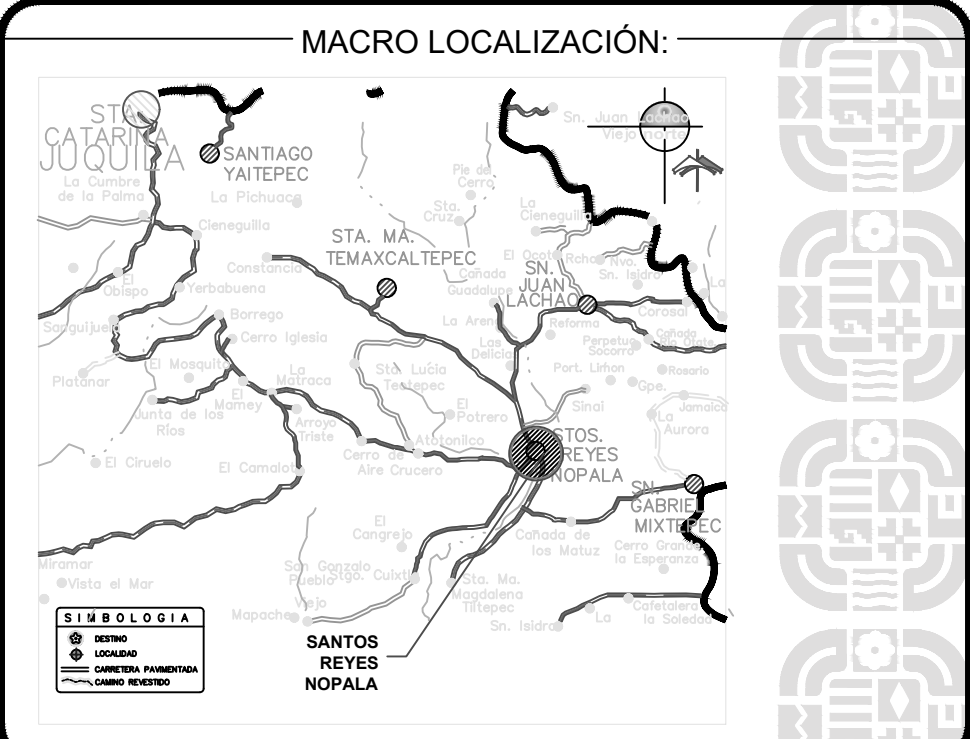 MACRO LOCALIZACIÓN:
STA.
CATARINA
JUQUILA
SANTIAGO
YAITEPEC
Sn. Juan Lachao
Viejo norte
La Cumbre
de la Palma
La Pichuaca
Pie del
Cerro
Sta.
Cruz
La
Cieneguilla
Cieneguilla
STA. MA.
TEMAXCALTEPEC
Constancia
El Ocote
Rcho. Nvo.
Sn. Isidro
SN.
JUAN
LACHAO
Cañada
Guadalupe
El
Obispo
Yerbabuena
La
Corosal
Sanguijuela
Borrego
Cerro Iglesia
La Arena
Reforma
Las
Delicias
Perpetuo
Socorro
Cañada
Rio Otate
Port. Limon
Rosario
Platanar
El Mosquito
La
Matraca
Sta. Lucia
Teotepec
Gpe.
El
Mamey
Junta de los
Ríos
Arroyo
Triste
El
Potrero
Sinai
Jamaica
La
Aurora
Atotonilco
Cerro de
Aire Crucero
STOS.
REYES
NOPALA
El Ciruelo
El Camalote
SN.
GABRIEL
MIXTEPEC
El
Cangrejo
Cañada de
los Matuz
Cerro Grande
la Esperanza
Miramar
Vista el Mar
San Gonzalo
Pueblo
Viejo
Stgo. Cuixtla
Sta. Ma.
Magdalena
Tiltepec
Mapache
Sn. Isidro
La
Cafetalera
la Soledad
SIMBOLOGIA
DESTINO
LOCALIDAD
CARRETERA PAVIMENTADA
CAMINO REVESTIDO
SANTOS
REYES
NOPALA